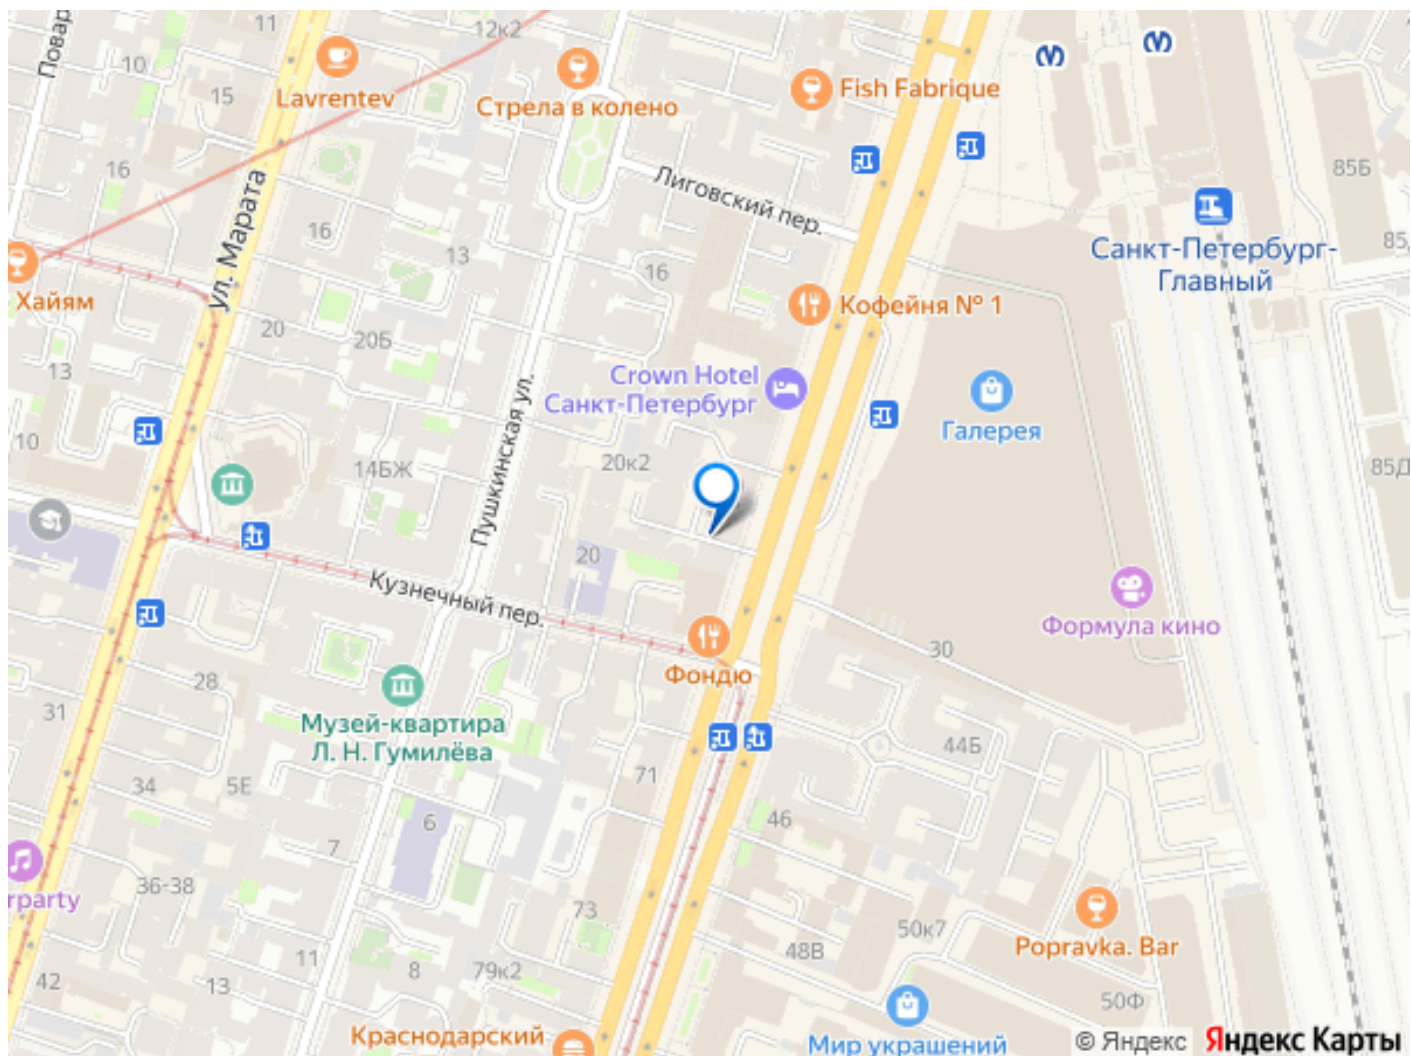 11
12к2
Повар
10
Lavrentev
15
Стрела в колено
Fish Fabrique
16
ул. Марата
Лиговский пер.
85Б
16
13
16
85
Санкт-Петербург-
Главный
Хайям
20
20Б
Кофейня № 1
13
Crown Hotel
Санкт-Петербург
Пушкинская ул.
Галерея
10
14БЖ
20к2
85Д
20
Кузнечный пер.
Формула кино
30
Фондю
28
31
Музей-квартира
Л. Н. Гумилёва
44Б
34
5Е
71
6
46
7
36-38
rparty
73
50к7
48В
Popravka. Bar
11
8
79к2
42
13
50Ф
Краснодарский
Мир украшений
© Яндекс
Яндекс Карты